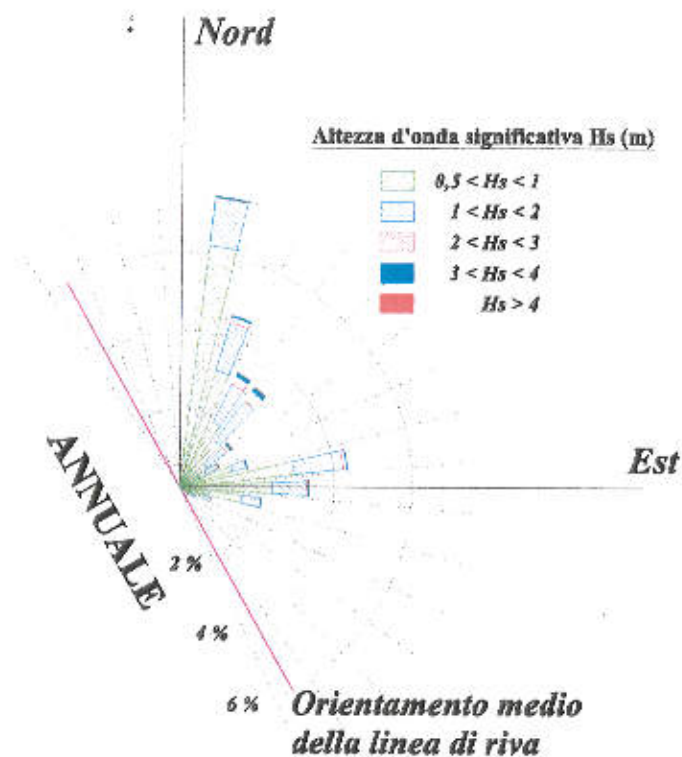 Nord
Altezza d'onda significativa Hs (m)
0,5 < Hs < 1
1 < Hs < 2
2 < Hs < 3
3 < Hs < 4
Hs > 4
Est
ANNUALE
2 %
4 %
6 %
Orientamento medio
della linea di riva